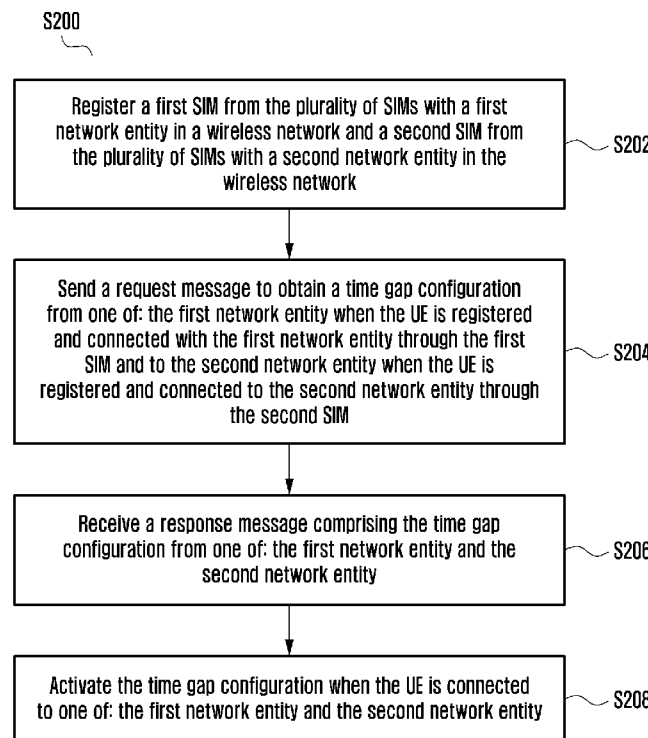 S200
Register a first SIM from the plurality of SIMs with a first
network entity in a wireless network and a second SIM from
the plurality of SIMs with a second network entity in the
wireless network
S202
Send a request message to obtain a time gap configuration
from one of: the first network entity when the UE is registered
and connected with the first network entity through the first
SIM and to the second network entity when the UE is
registered and connected to the second network entity through
the second SIM
S204
Receive a response message comprising the time gap
configuration from one of: the first network entity and the
second network entity
S206
Activate the time gap configuration when the UE is connected
to one of: the first network entity and the second network entity
S208